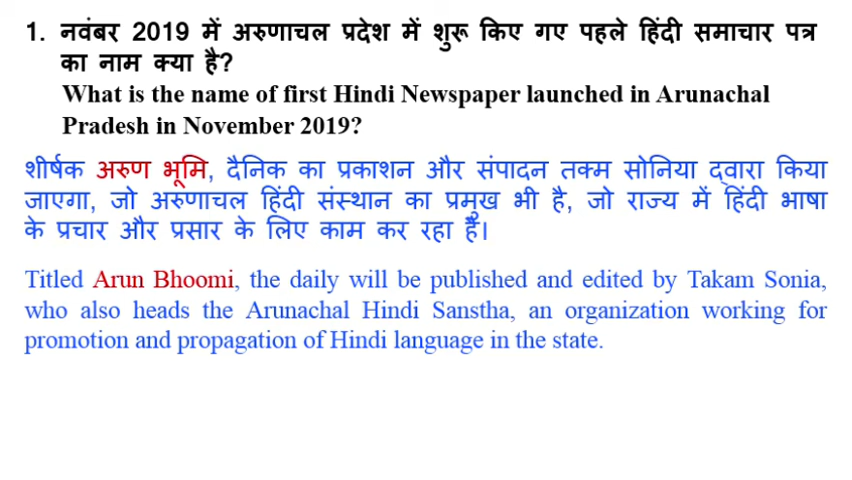 1. नवंबर 2019 में अरुणाचल प्रदेश में शुरू किए गए पहले हिंदी समाचार पत्र
का नाम क्या है?
What is the name of first Hindi Newspaper launched in Arunachal
Pradesh in November 2019?
शीर्षक अरुण भूमि, दैनिक का प्रकाशन और संपादन तक्म सोनिया द्वारा किया
जाएगा, जो अरुणाचल हिंदी संस्थान का प्रमुख भी है, जो राज्य में हिंदी भाषा
के प्रचार और प्रसार के लिए काम कर रहा है।
Titled Arun Bhoomi, the daily will be published and edited by Takam Sonia,
who also heads the Arunachal Hindi Sanstha, an organization working for
promotion and propagation of Hindi language in the state.